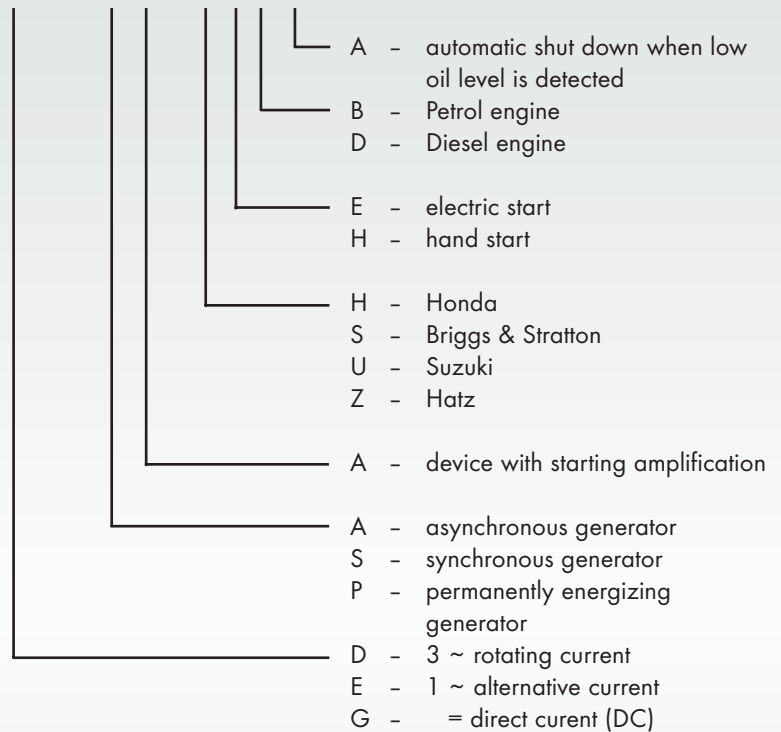 A – automatic shut down when low
oil level is detected
B – Petrol engine
D – Diesel engine
E – electric start
H – hand start
H – Honda
S – Briggs & Stratton
U – Suzuki
Z – Hatz
A – device with starting amplification
A – asynchronous generator
S – synchronous generator
P – permanently energizing
generator
D – 3 ~ rotating current
E – 1 ~ alternative current
G – = direct curent (DC)